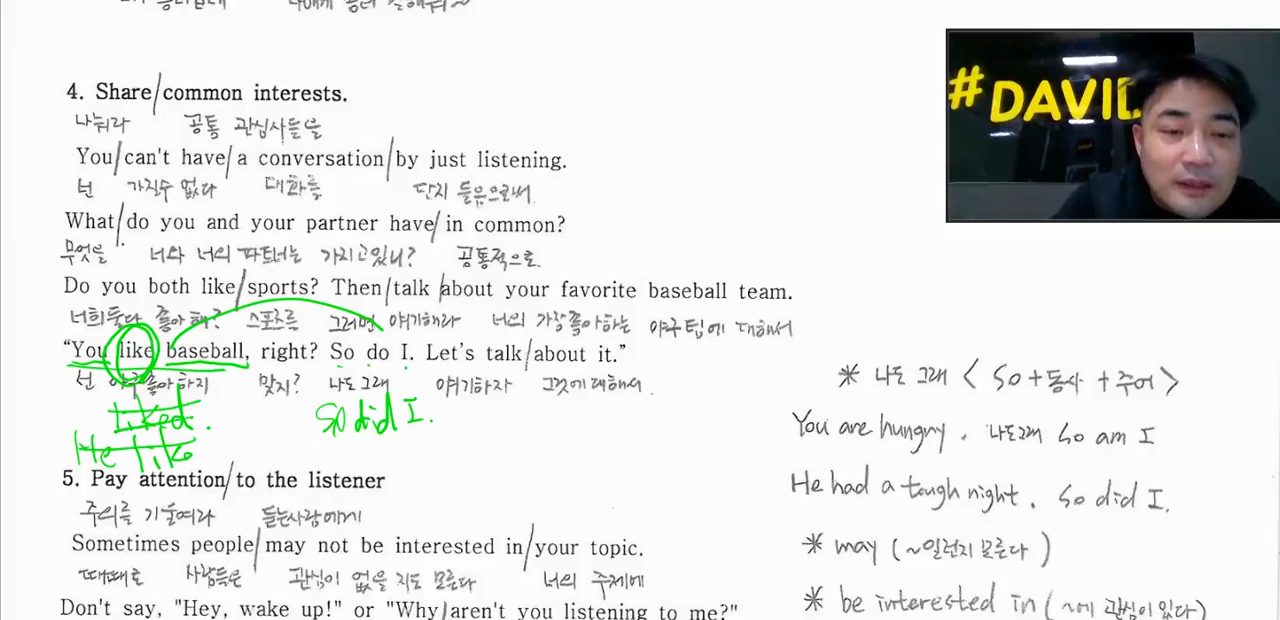 #DAVID
4. Share/common interests.
나눠라 공통 관심사들을
You/can't have/a conversation/by just listening.
넌 가질수 없다 대화를 단지 들음으로써.
What/do you and your partner have/in common?
무엇을 너와 너의 파트너는 가지고있니? 공통적으로.
Do you both like/sports? Then/talk/about your favorite baseball team.
너희둘다 좋아해? 스포츠를 그러면 얘기해라 너의 가장좋아하는 야구팀에 대해서
"You like baseball, right? So do I. Let's talk/about it."
넌 야구좋아하지 맞지? 나도그래 얘기하자 그것에대해서.
liked. So did I.
He lik
5. Pay attention/to the listener
주의를 기울여라 듣는사람에게
Sometimes people/may not be interested in/your topic.
때때로 사람들은 관심이 없을 지도 모른다 너의 주제에
Don't say, "Hey, wake up!" or "Why/aren't you listening to me?"
* 나도 그래 < So+동사 +주어 >
You are hungry. 나도그래 So am I
He had a tough night. So did I.
* may (~일런지 모른다)
* be interested in (~에 관심이 있다)